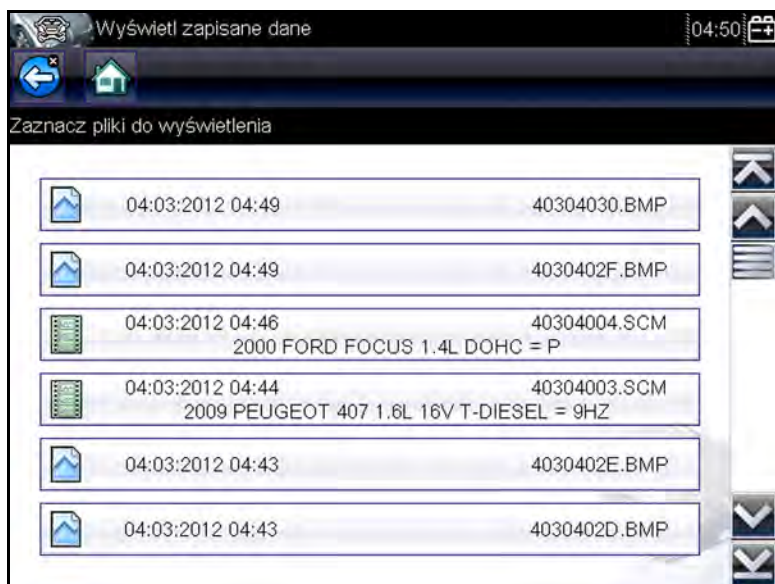 Wyświetl zapisane dane 04:50
Zaznacz pliki do wyświetlenia
04:03:2012 04:49 40304030.BMP
04:03:2012 04:49 4030402F.BMP
04:03:2012 04:46 40304004.SCM
2000 FORD FOCUS 1.4L DOHC = P
04:03:2012 04:44 40304003.SCM
2009 PEUGEOT 407 1.6L 16V T-DIESEL = 9HZ
04:03:2012 04:43 4030402E.BMP
04:03:2012 04:43 4030402D.BMP